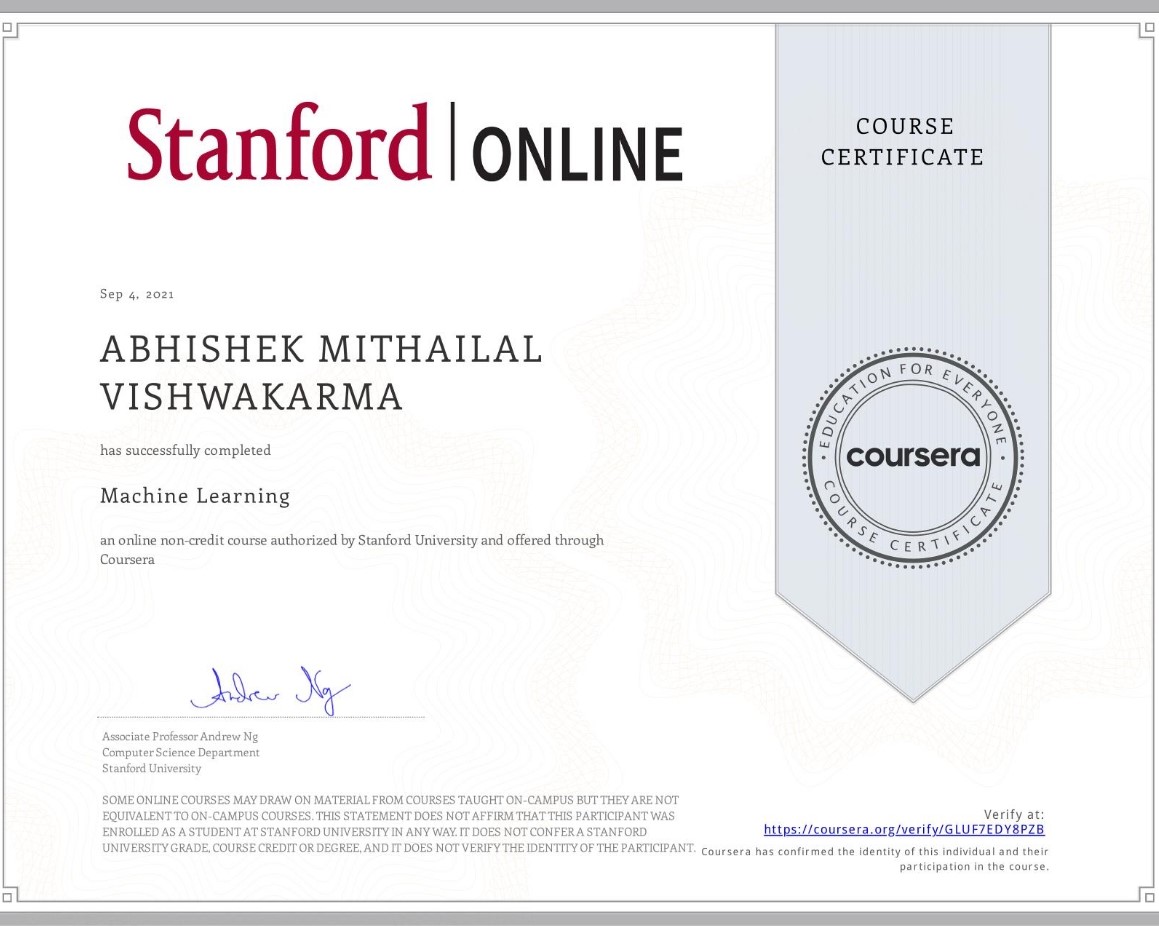 Stanford | ONLINE
COURSE
CERTIFICATE
Sep 4, 2021
ABHISHEK MITHAILAL
VISHWAKARMA
has successfully completed
Machine Learning
an online non-credit course authorized by Stanford University and offered through
Coursera
EDUCATION FOR EVERYONE
coursera
COURSE CERTIFICATE
Andrew Ng
Associate Professor Andrew Ng
Computer Science Department
Stanford University
SOME ONLINE COURSES MAY DRAW ON MATERIAL FROM COURSES TAUGHT ON-CAMPUS BUT THEY ARE NOT
EQUIVALENT TO ON-CAMPUS COURSES. THIS STATEMENT DOES NOT AFFIRM THAT THIS PARTICIPANT WAS
ENROLLED AS A STUDENT AT STANFORD UNIVERSITY IN ANY WAY. IT DOES NOT CONFER A STANFORD
UNIVERSITY GRADE, COURSE CREDIT OR DEGREE, AND IT DOES NOT VERIFY THE IDENTITY OF THE PARTICIPANT.
Verify at:
https://coursera.org/verify/GLUF7EDY8PZB
Coursera has confirmed the identity of this individual and their
participation in the course.